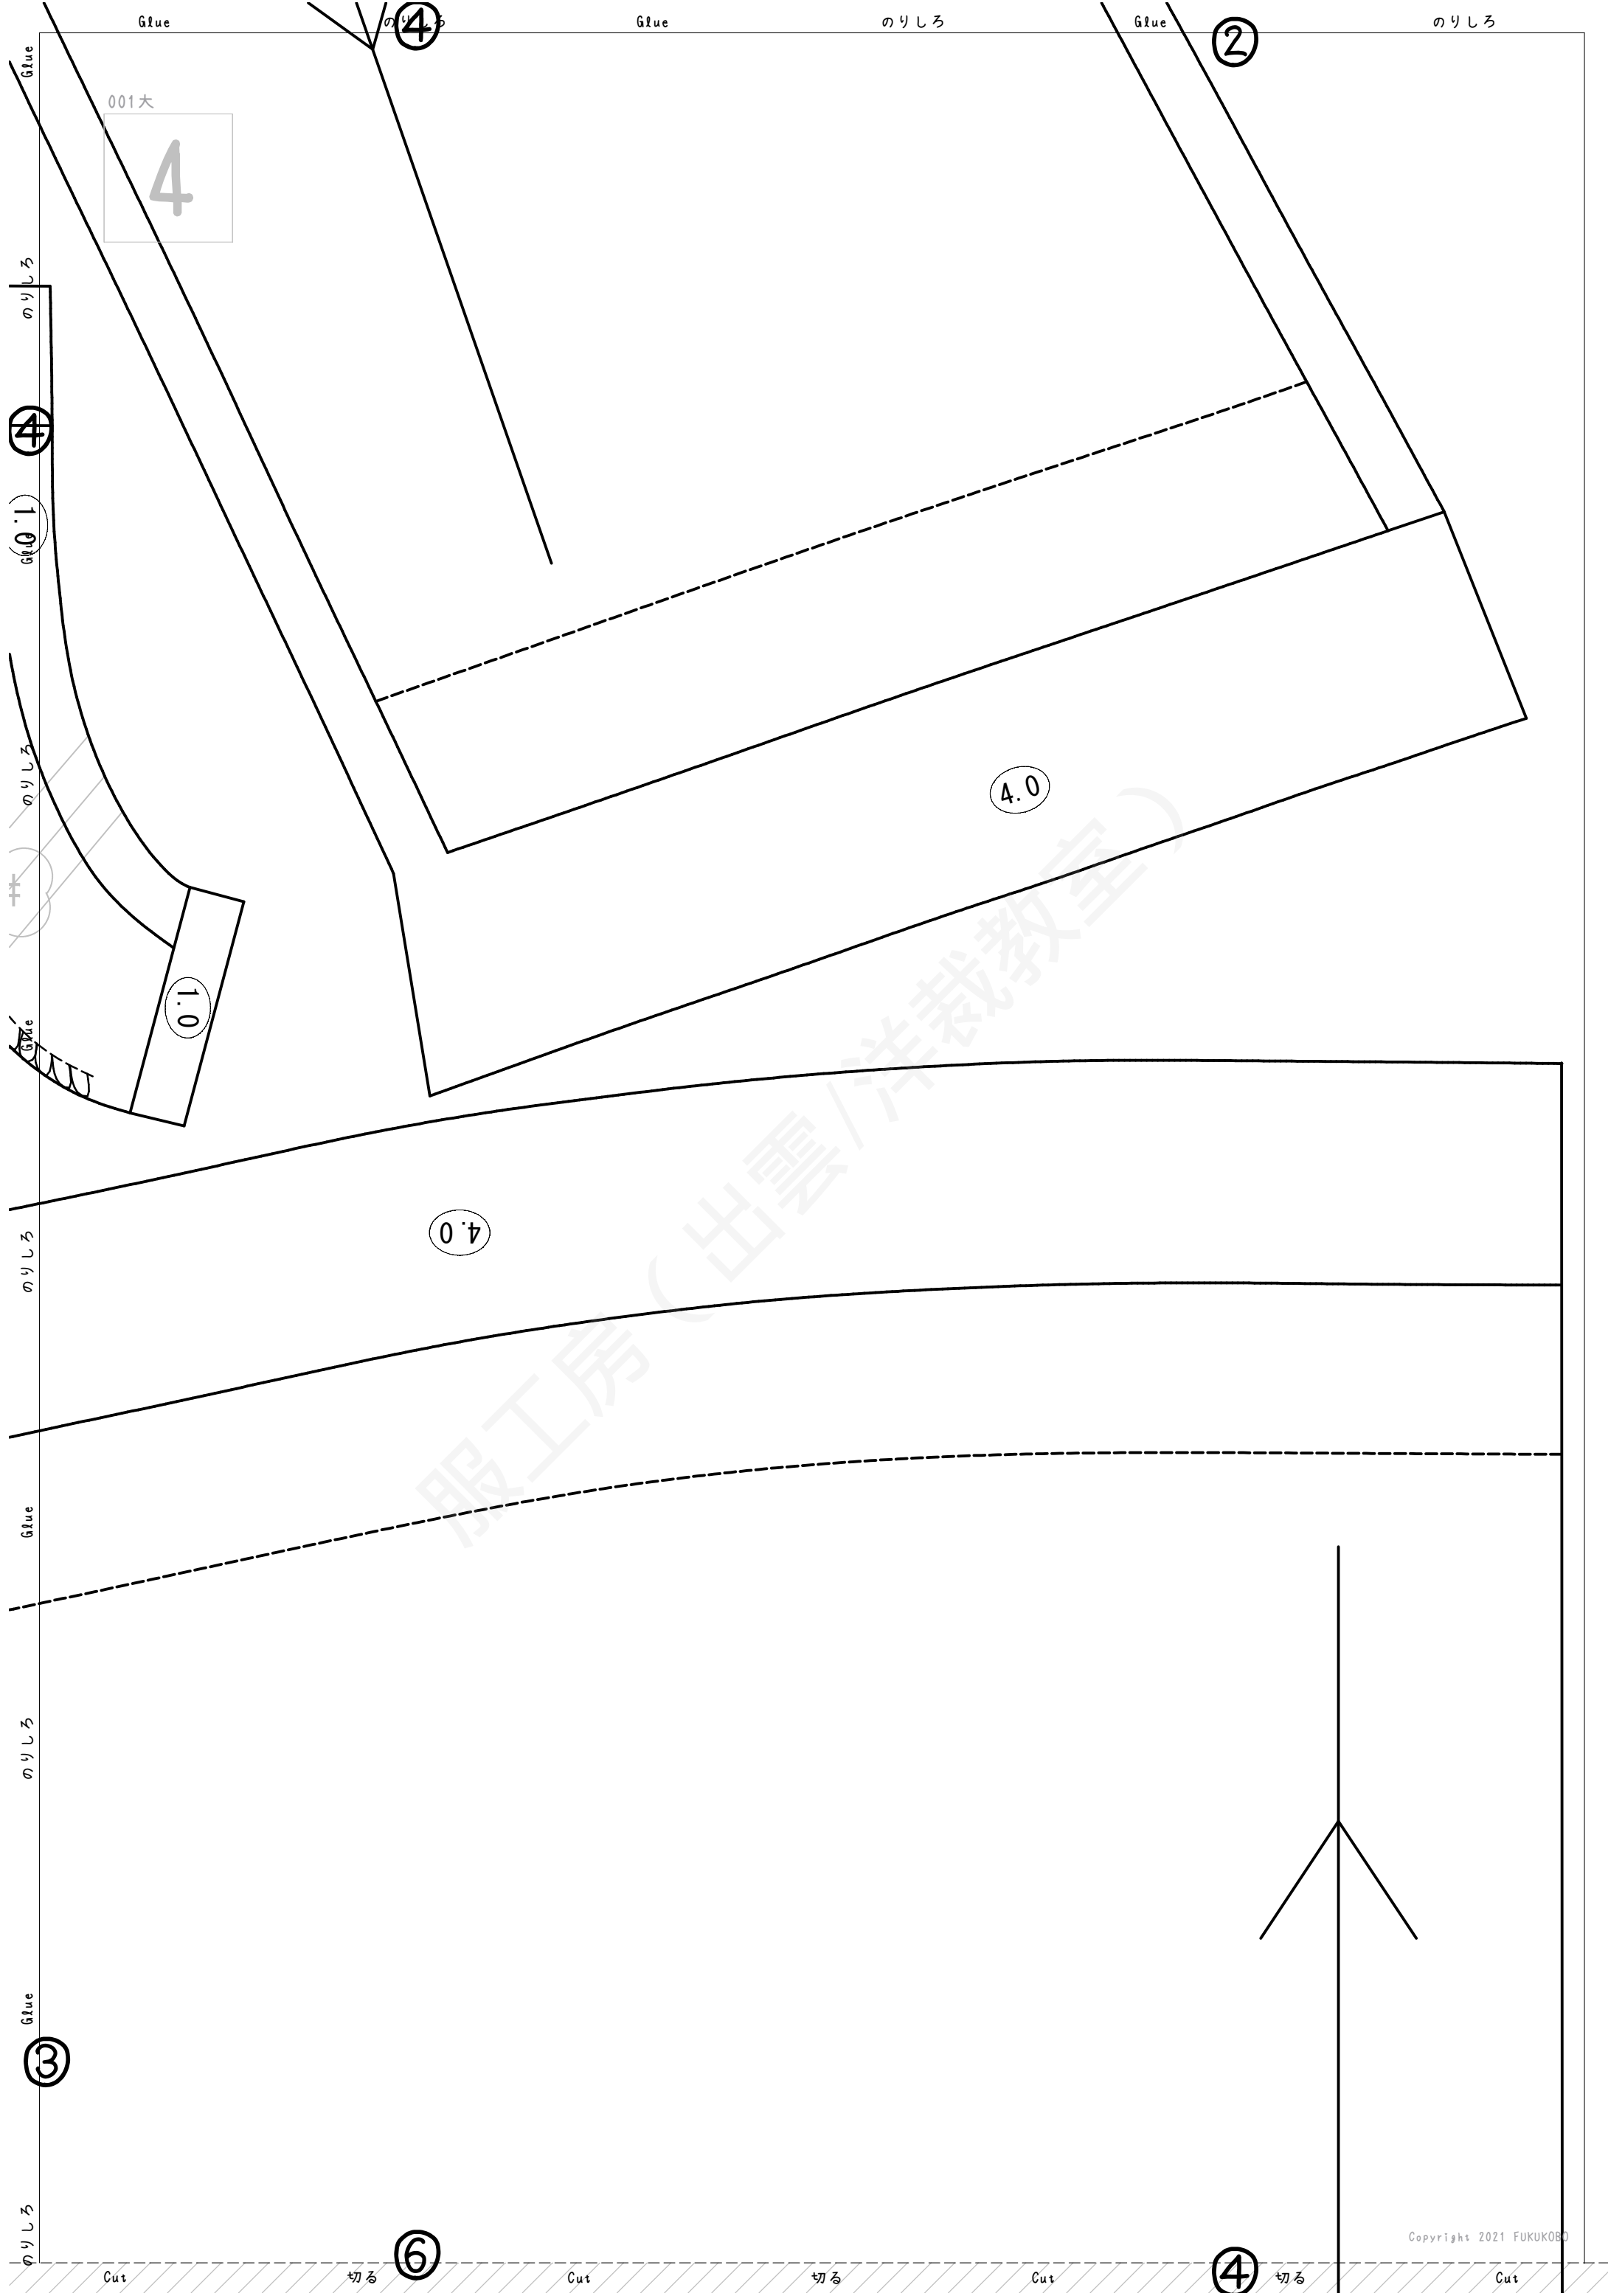 Glue のりしろ Glue のりしろ Glue のりしろ
④ ②
Glue
001大
4
のりしろ
④
1.0
Glue
のりしろ
4.0
#
1.0
Glue
のりしろ
4.0
服工房(出雲/洋裁教室)
Glue
のりしろ
Glue
③
のりしろ
Copyright 2021 FUKUKOBO
⑥ ④
Cut 切る Cut 切る Cut 切る Cut